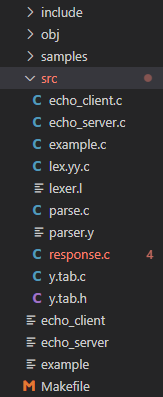 include
obj
samples
src
C echo_client.c
C echo_server.c
C example.c
C lex.yy.c
lexer.l
C parse.c
parser.y
C response.c 4
C y.tab.c
C y.tab.h
echo_client
echo_server
example
M Makefile